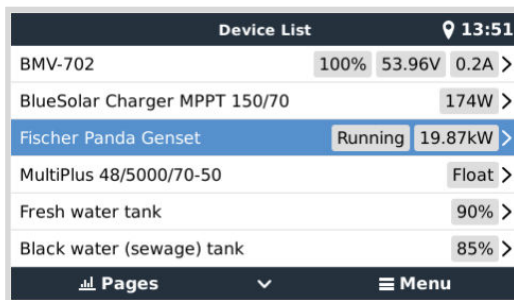 Device List 13:51
BMV-702 100% 53.96V 0.2A
BlueSolar Charger MPPT 150/70 174W
Fischer Panda Genset Running 19.87kW
MultiPlus 48/5000/70-50 Float
Fresh water tank 90%
Black water (sewage) tank 85%
Pages Menu